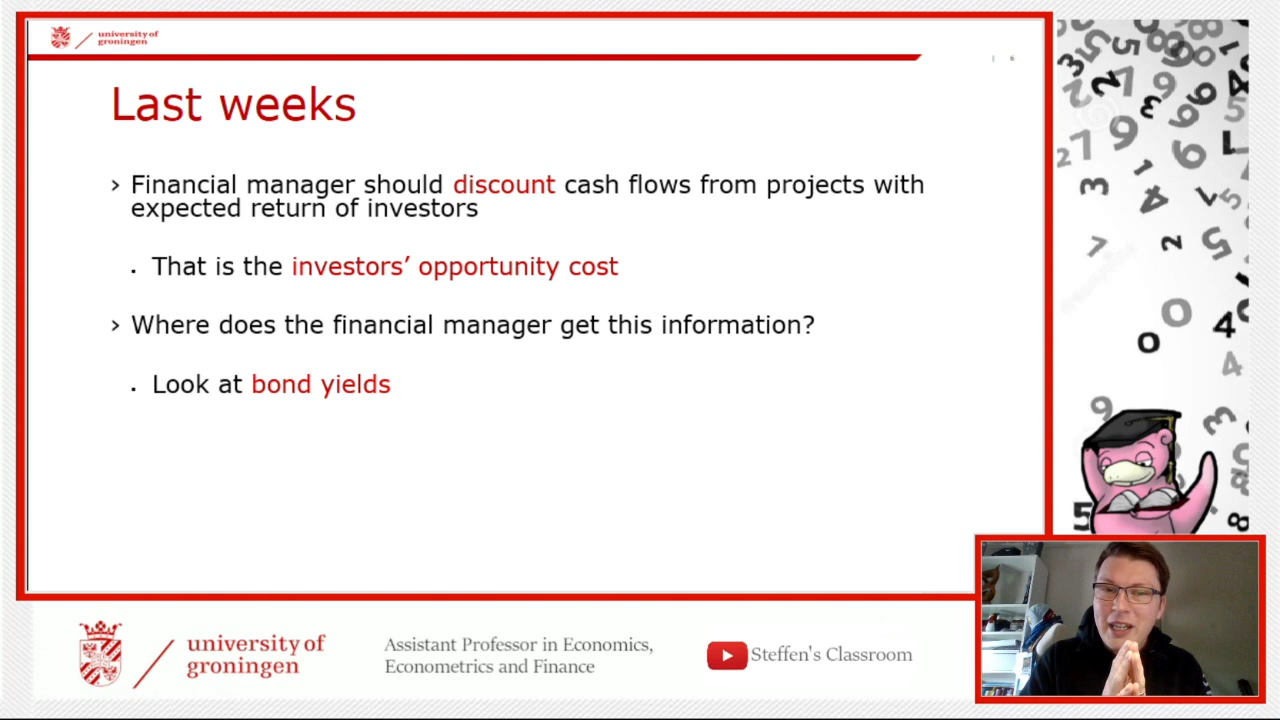 university of
groningen
| 6
Last weeks
› Financial manager should discount cash flows from projects with
expected return of investors
. That is the investors’ opportunity cost
› Where does the financial manager get this information?
. Look at bond yields
university of
groningen
Assistant Professor in Economics,
Econometrics and Finance
Steffen's Classroom